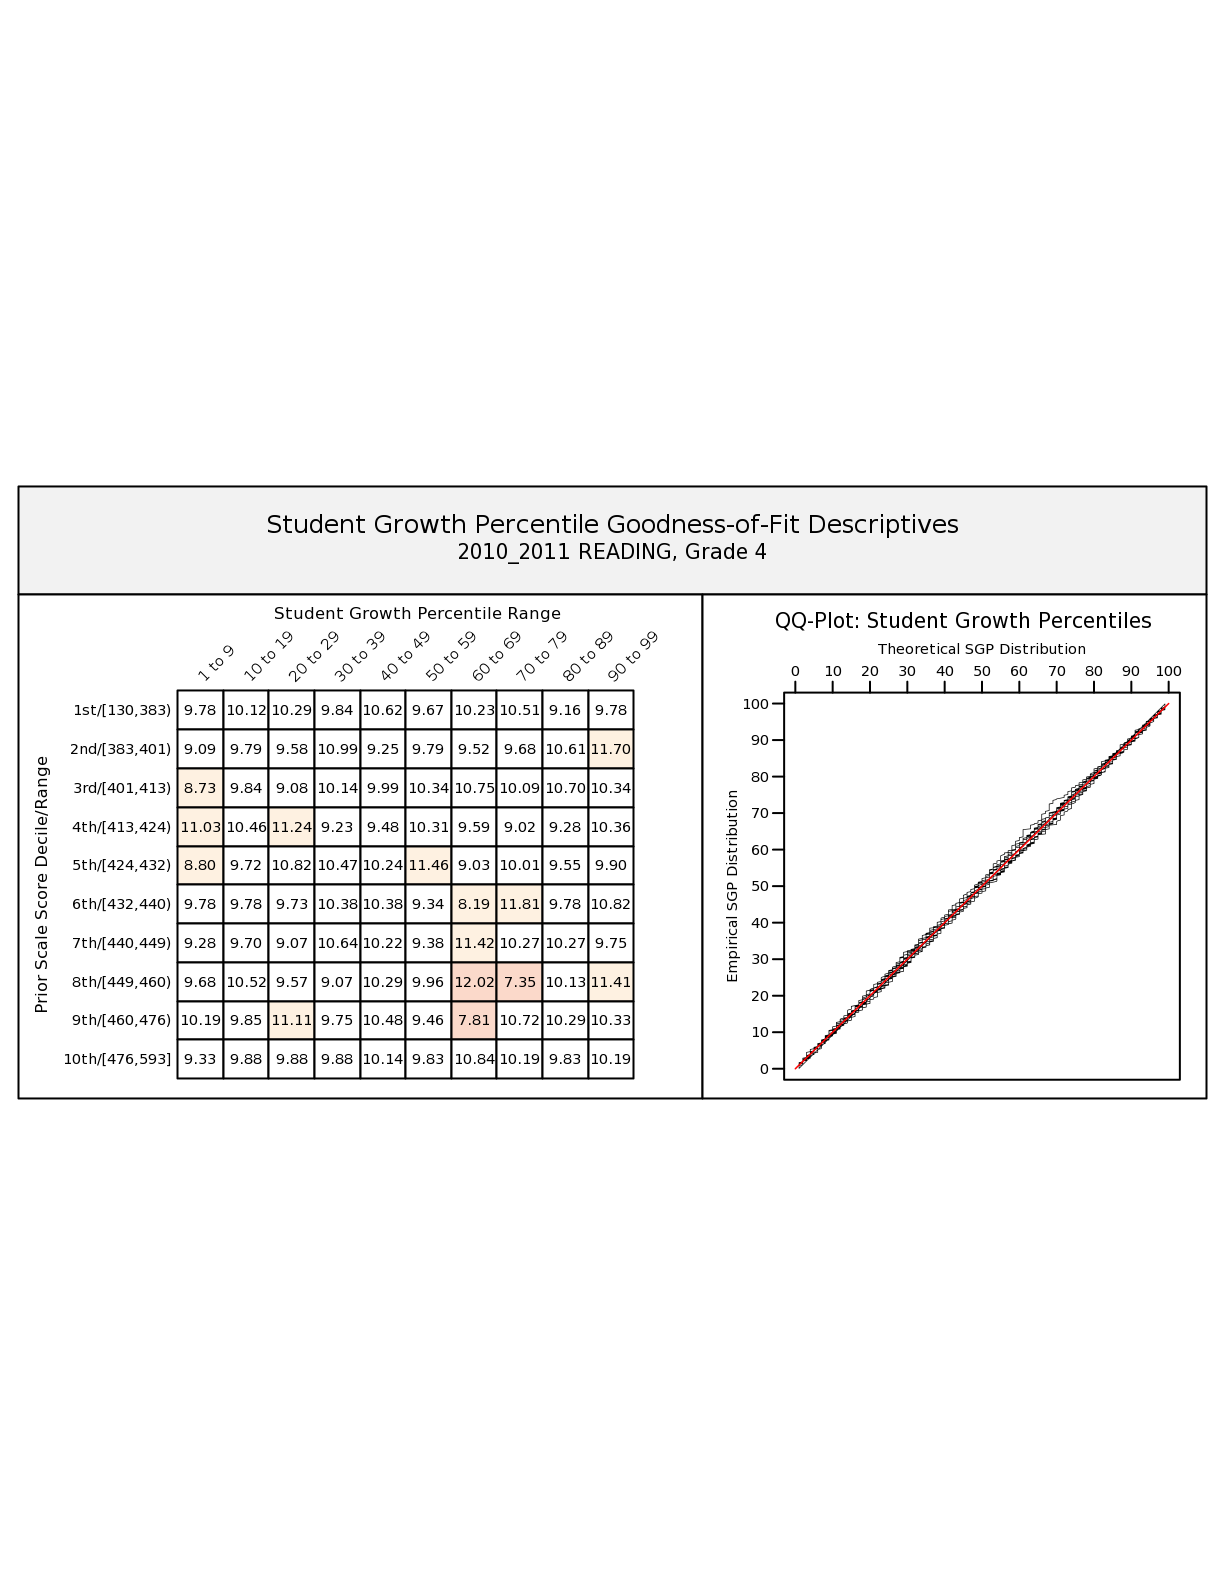 Student Growth Percentile Goodness-of-Fit Descriptives
2010_2011 READING, Grade 4
Student Growth Percentile Range
1 to 9 10 to 19 20 to 29 30 to 39 40 to 49 50 to 59 60 to 69 70 to 79 80 to 89 90 to 99
Prior Scale Score Decile/Range
1st/[130,383) 9.78 10.12 10.29 9.84 10.62 9.67 10.23 10.51 9.16 9.78
2nd/[383,401) 9.09 9.79 9.58 10.99 9.25 9.79 9.52 9.68 10.61 11.70
3rd/[401,413) 8.73 9.84 9.08 10.14 9.99 10.34 10.75 10.09 10.70 10.34
4th/[413,424) 11.03 10.46 11.24 9.23 9.48 10.31 9.59 9.02 9.28 10.36
5th/[424,432) 8.80 9.72 10.82 10.47 10.24 11.46 9.03 10.01 9.55 9.90
6th/[432,440) 9.78 9.78 9.73 10.38 10.38 9.34 8.19 11.81 9.78 10.82
7th/[440,449) 9.28 9.70 9.07 10.64 10.22 9.38 11.42 10.27 10.27 9.75
8th/[449,460) 9.68 10.52 9.57 9.07 10.29 9.96 12.02 7.35 10.13 11.41
9th/[460,476) 10.19 9.85 11.11 9.75 10.48 9.46 7.81 10.72 10.29 10.33
10th/[476,593] 9.33 9.88 9.88 9.88 10.14 9.83 10.84 10.19 9.83 10.19
QQ-Plot: Student Growth Percentiles
Theoretical SGP Distribution
0 10 20 30 40 50 60 70 80 90 100
Empirical SGP Distribution
100
90
80
70
60
50
40
30
20
10
0